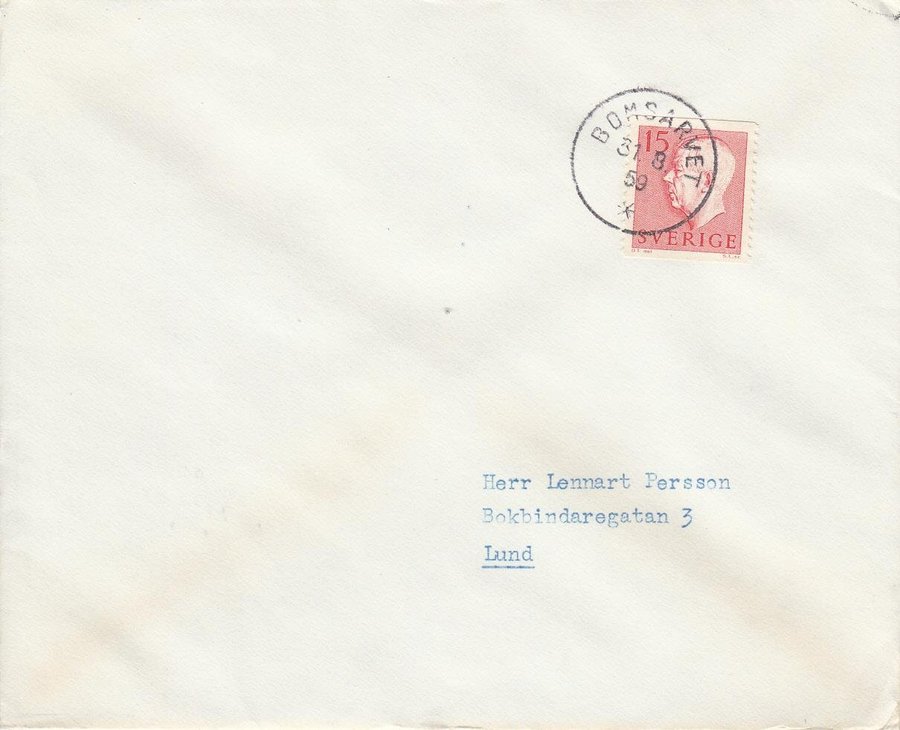 BOMSARVET
31. 8.
59
15
SVERIGE
Herr Lennart Persson
Bokbindaregatan 3
Lund